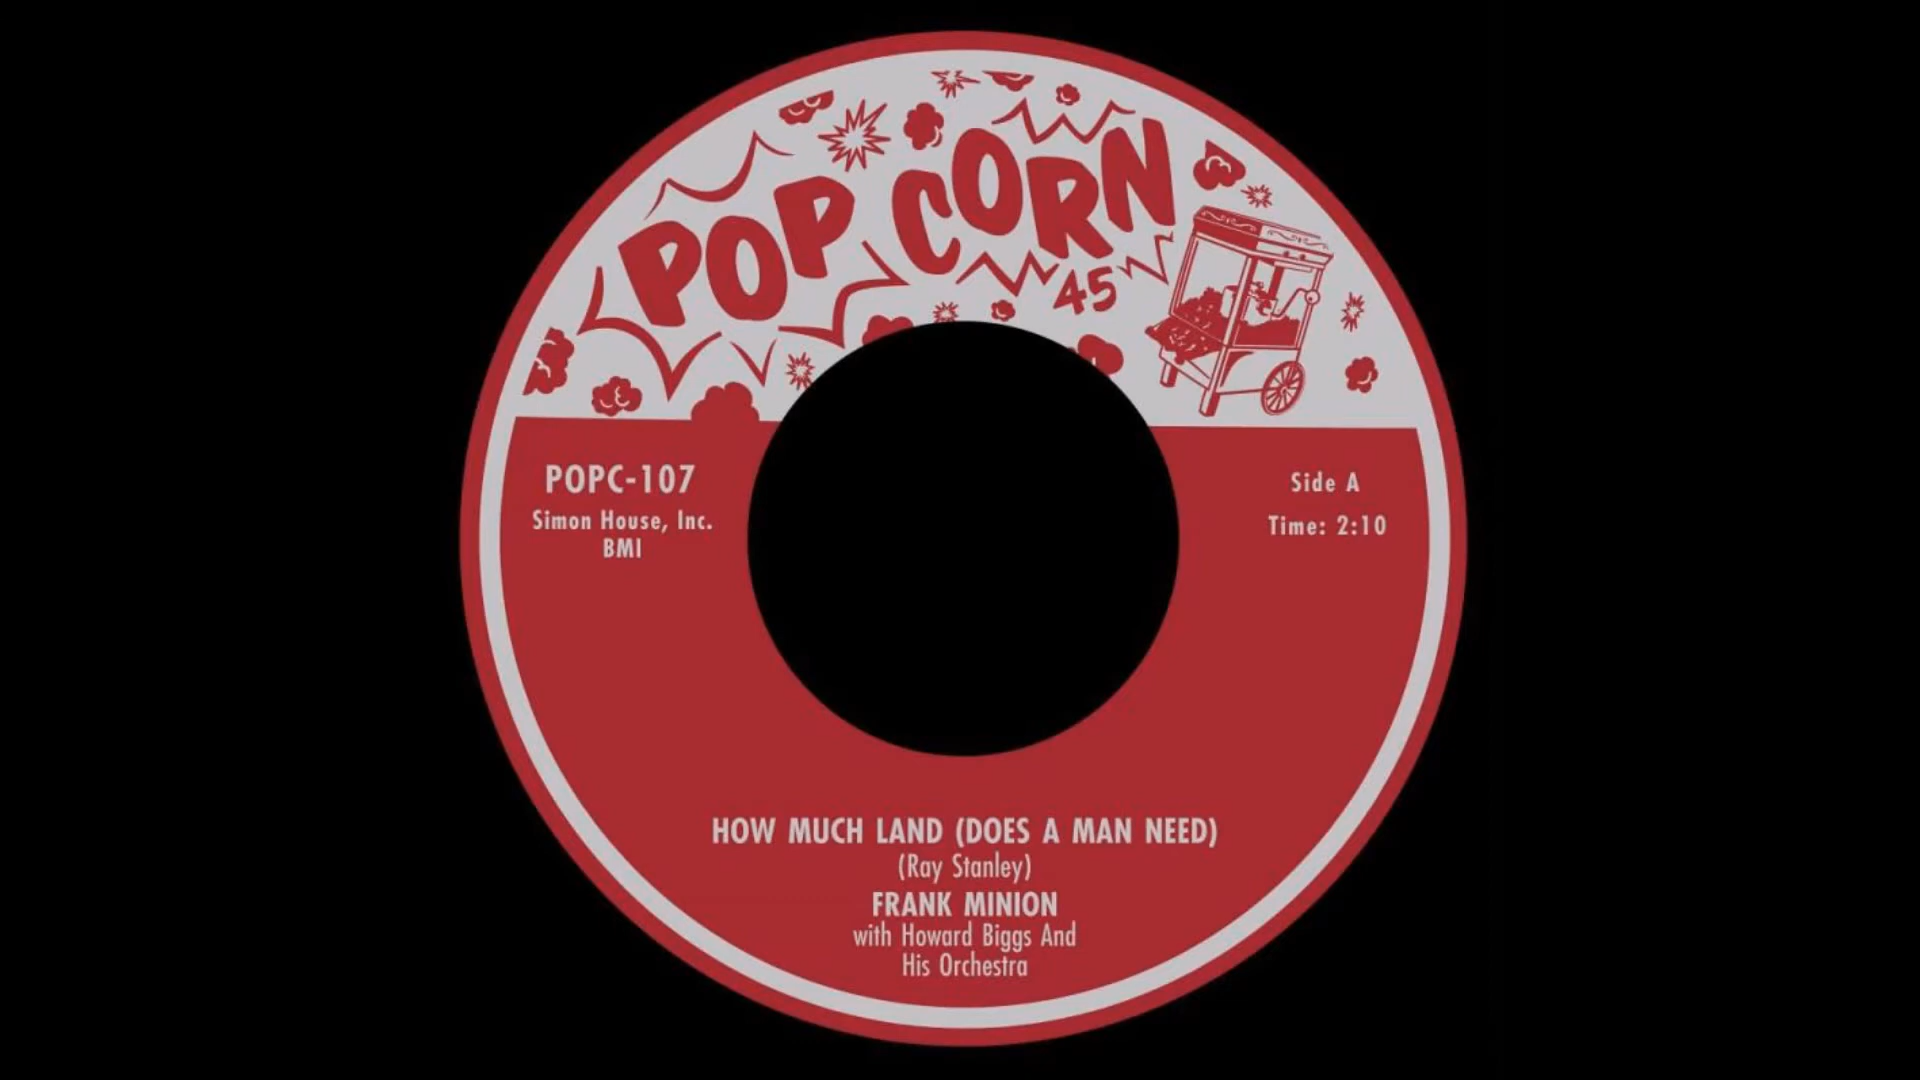 POP CORN
45
POPC-107
Simon House, Inc.
BMI
Side A
Time: 2:10
HOW MUCH LAND (DOES A MAN NEED)
(Ray Stanley)
FRANK MINION
with Howard Biggs And
His Orchestra